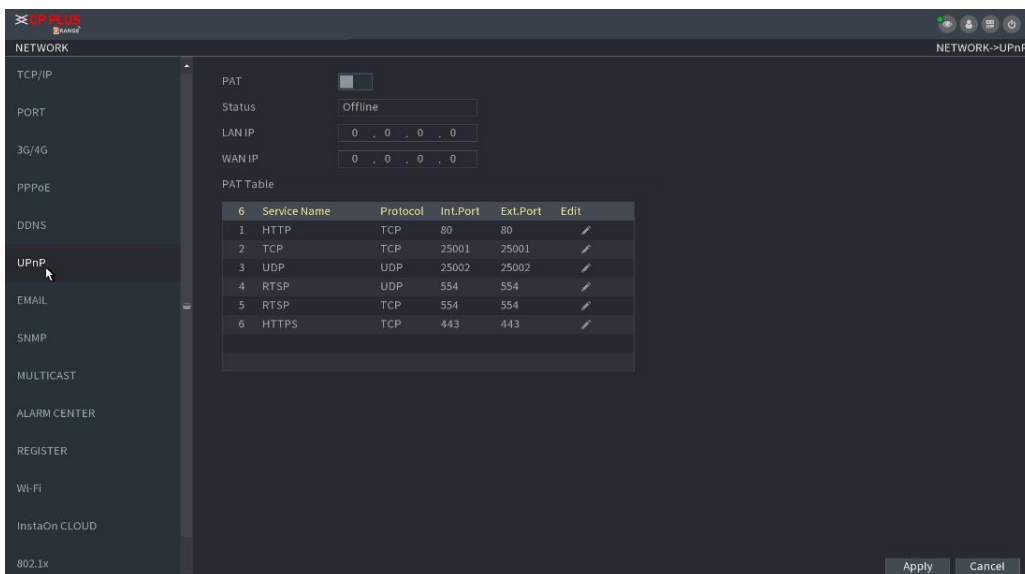 CP PLUS
ORANGE
NETWORK
NETWORK->UPnP
TCP/IP
PORT
3G/4G
PPPoE
DDNS
UPnP
EMAIL
SNMP
MULTICAST
ALARM CENTER
REGISTER
Wi-Fi
InstaOn CLOUD
802.1x
PAT
Status Offline
LAN IP 0 . 0 . 0 . 0
WAN IP 0 . 0 . 0 . 0
PAT Table
6 Service Name Protocol Int.Port Ext.Port Edit
1 HTTP TCP 80 80
2 TCP TCP 25001 25001
3 UDP UDP 25002 25002
4 RTSP UDP 554 554
5 RTSP TCP 554 554
6 HTTPS TCP 443 443
Apply Cancel